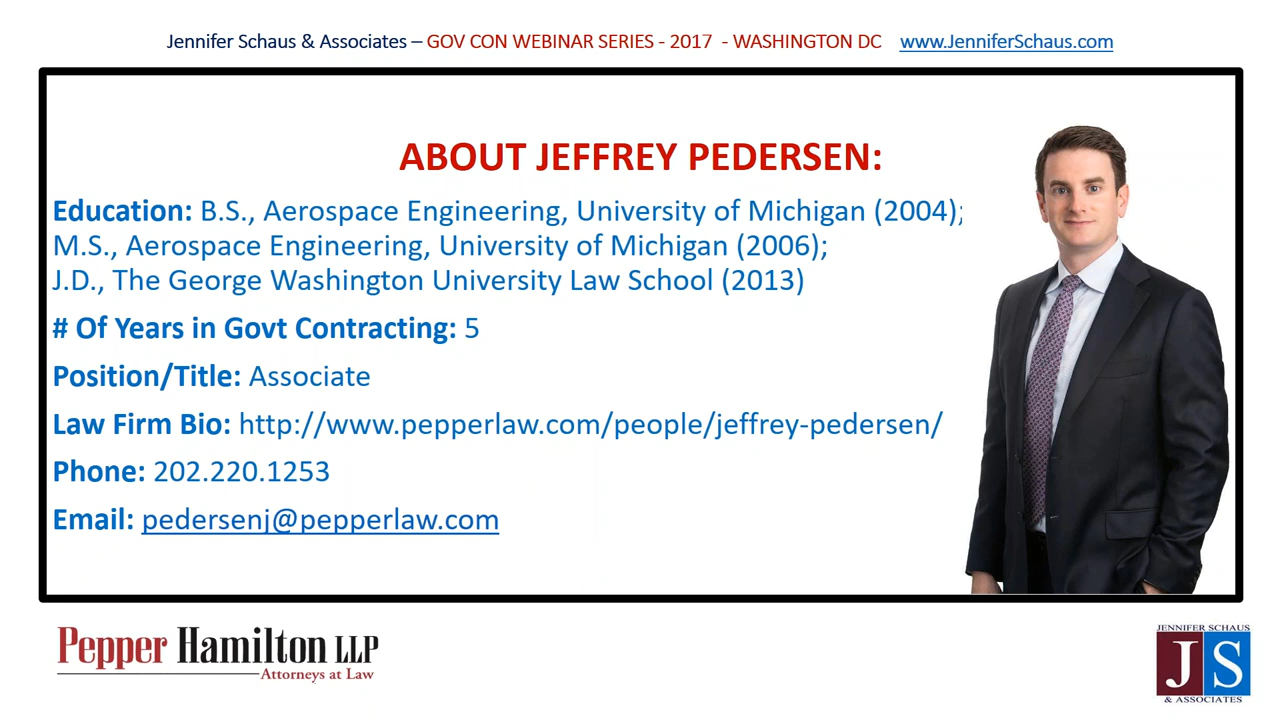 Jennifer Schaus & Associates – GOV CON WEBINAR SERIES - 2017 - WASHINGTON DC www.JenniferSchaus.com
ABOUT JEFFREY PEDERSEN:
Education: B.S., Aerospace Engineering, University of Michigan (2004);
M.S., Aerospace Engineering, University of Michigan (2006);
J.D., The George Washington University Law School (2013)
# Of Years in Govt Contracting: 5
Position/Title: Associate
Law Firm Bio: http://www.pepperlaw.com/people/jeffrey-pedersen/
Phone: 202.220.1253
Email: pedersenj@pepperlaw.com
Pepper Hamilton LLP
Attorneys at Law
JENNIFER SCHAUS
JS
& ASSOCIATES